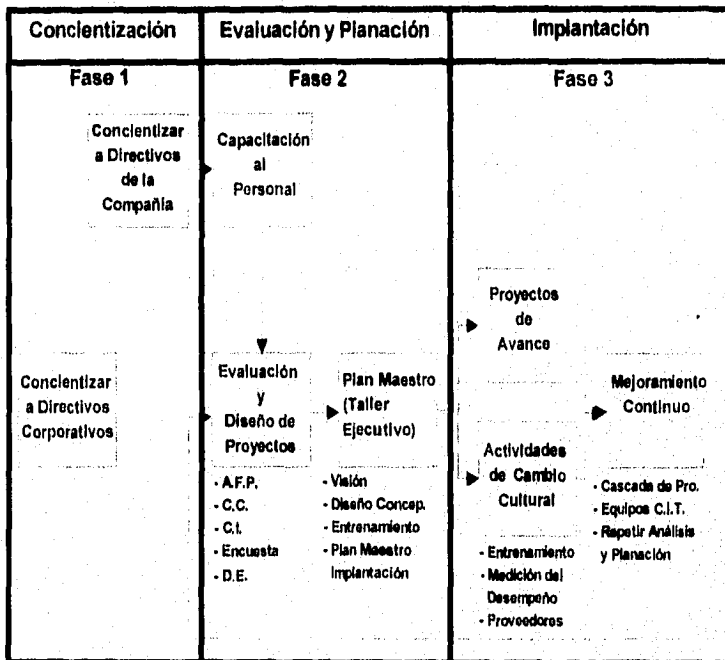 Concientización
Evaluación y Planación
Implantación
Fase 1
Fase 2
Fase 3
Concientizar
a Directivos
de la
Compañía
Capacitación
al
Personal
Concientizar
a Directivos
Corporativos
Evaluación
y
Diseño de
Proyectos
- A.F.P.
- C.C.
- C.I.
- Encuesta
- D.E.
Plan Maestro
(Taller
Ejecutivo)
- Visión
- Diseño Concep.
- Entrenamiento
- Plan Maestro
Implantación
Proyectos
de
Avance
Actividades
de Cambio
Cultural
- Entrenamiento
- Medición del
Desempeño
- Proveedores
Mejoramiento
Continuo
- Cascada de Pro.
- Equipos C.I.T.
- Repetir Análisis
y Planación